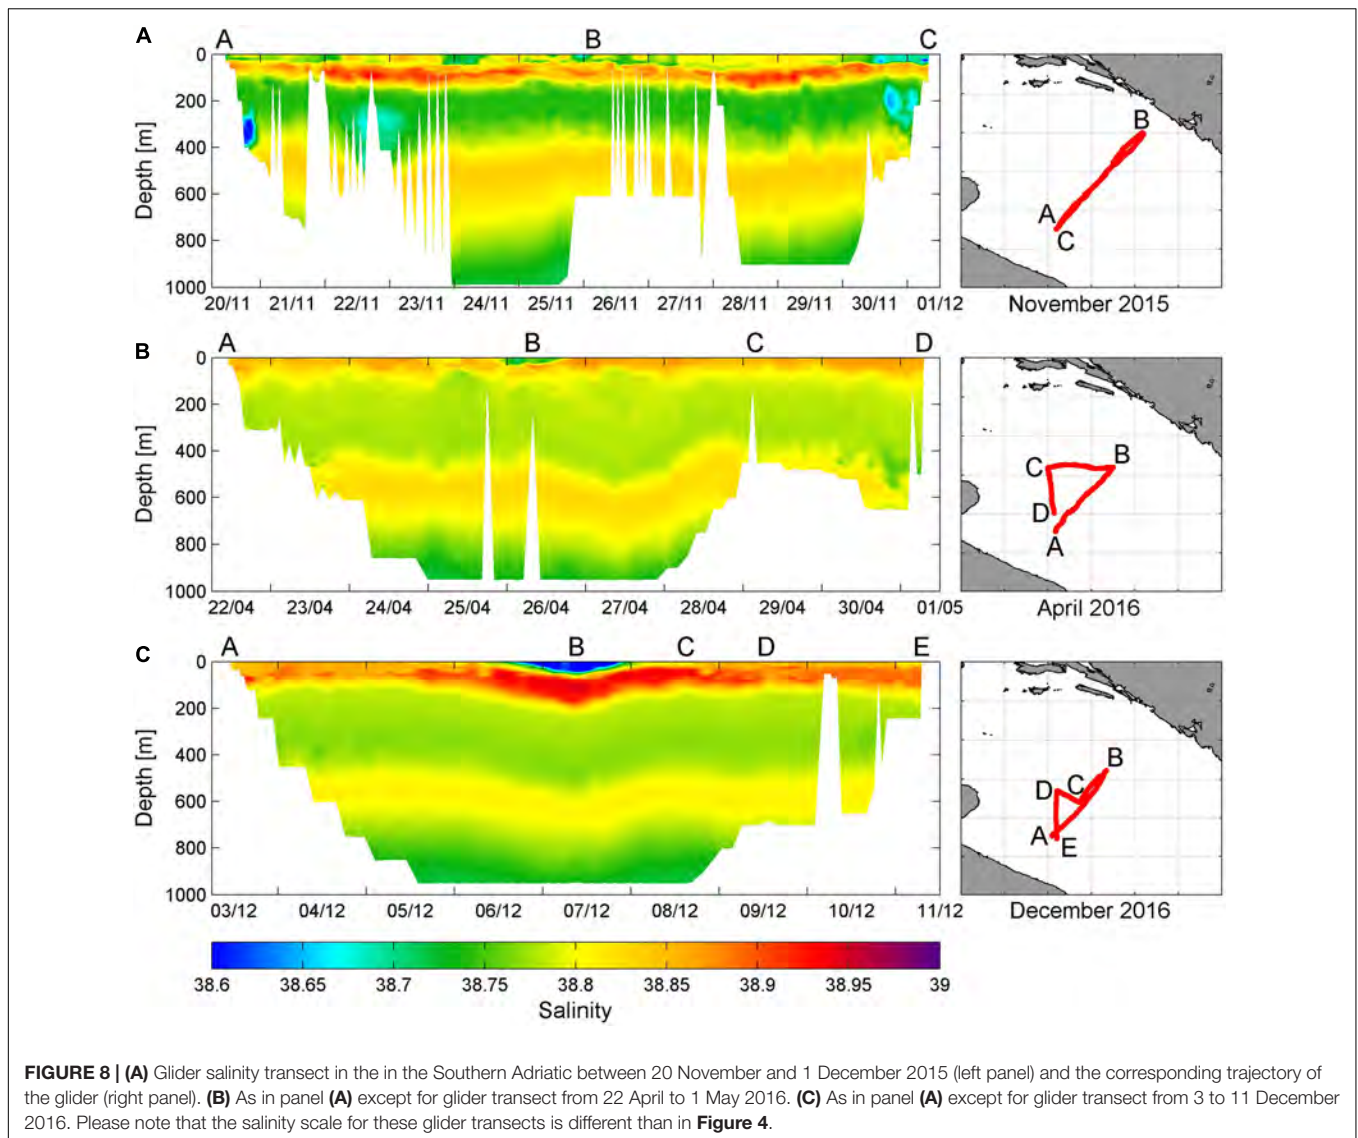 A
A B C
0
200
400
600
800
1000
Depth [m]
20/11 21/11 22/11 23/11 24/11 25/11 26/11 27/11 28/11 29/11 30/11 01/12
B
A
C
November 2015
B
A B C D
0
200
400
600
800
1000
Depth [m]
22/04 23/04 24/04 25/04 26/04 27/04 28/04 29/04 30/04 01/05
C B
D
A
April 2016
C
A B C D E
0
200
400
600
800
1000
Depth [m]
03/12 04/12 05/12 06/12 07/12 08/12 09/12 10/12 11/12
B
D C
A E
December 2016
38.6 38.65 38.7 38.75 38.8 38.85 38.9 38.95 39
Salinity
FIGURE 8 | (A) Glider salinity transect in the in the Southern Adriatic between 20 November and 1 December 2015 (left panel) and the corresponding trajectory of
the glider (right panel). (B) As in panel (A) except for glider transect from 22 April to 1 May 2016. (C) As in panel (A) except for glider transect from 3 to 11 December
2016. Please note that the salinity scale for these glider transects is different than in Figure 4.